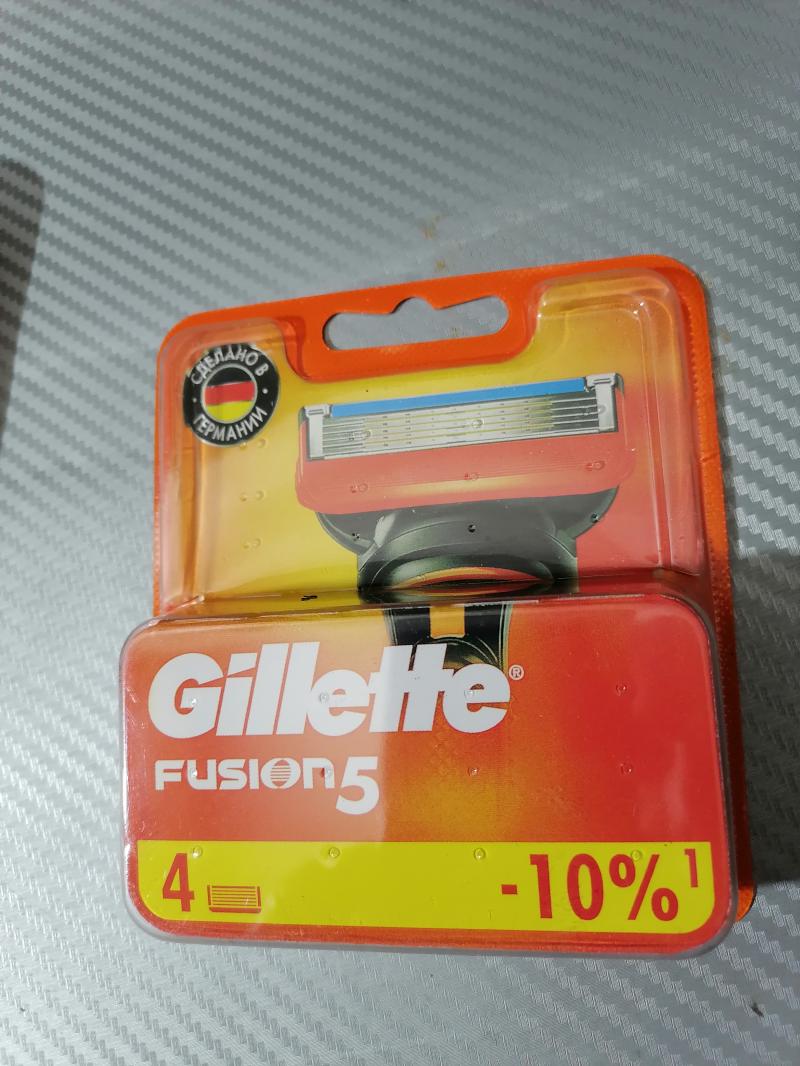 СДЕЛАНО В
ГЕРМАНИИ
Gillette®
FUSION5
4 -10%¹